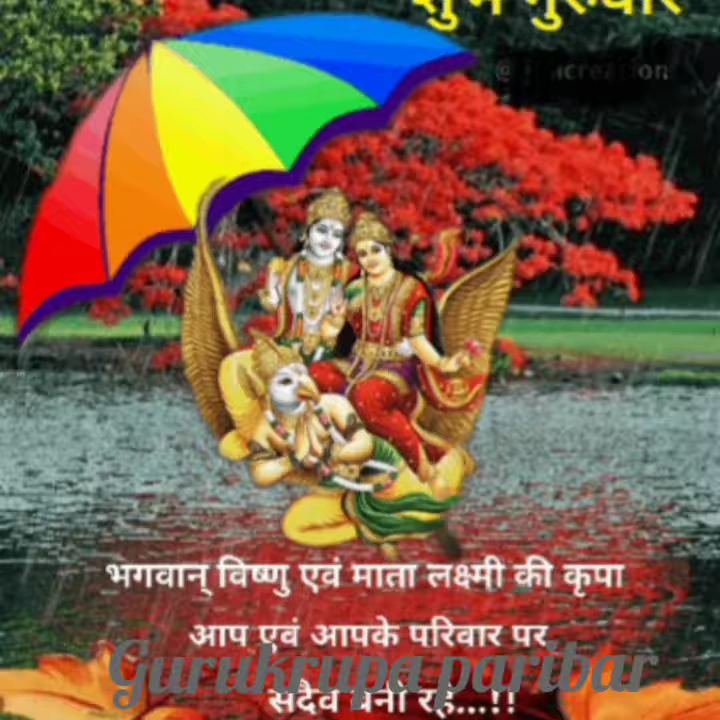 शुभ गुरुवार
भगवान् विष्णु एवं माता लक्ष्मी की कृपा
आप एवं आपके परिवार पर
Gurukrupa paribar
सदैव बनी रहे...!!